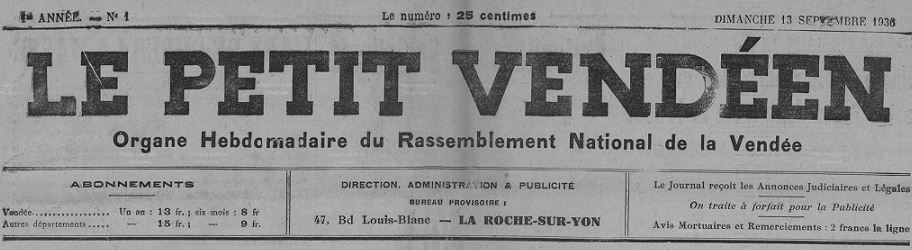 1re ANNÉE. — N° 1
Le numéro : 25 centimes
DIMANCHE 13 SEPTEMBRE 1936
LE PETIT VENDÉEN
Organe Hebdomadaire du Rassemblement National de la Vendée
ABONNEMENTS
Vendée................ Un an : 13 fr. ; six mois : 8 fr
Autres départements..... — 15 fr. ; — 9 fr.
DIRECTION, ADMINISTRATION & PUBLICITÉ
BUREAU PROVISOIRE :
47, Bd Louis-Blanc — LA ROCHE-SUR-YON
Le Journal reçoit les Annonces Judiciaires et Légales
On traite à forfait pour la Publicité
Avis Mortuaires et Remerciements : 2 francs la ligne